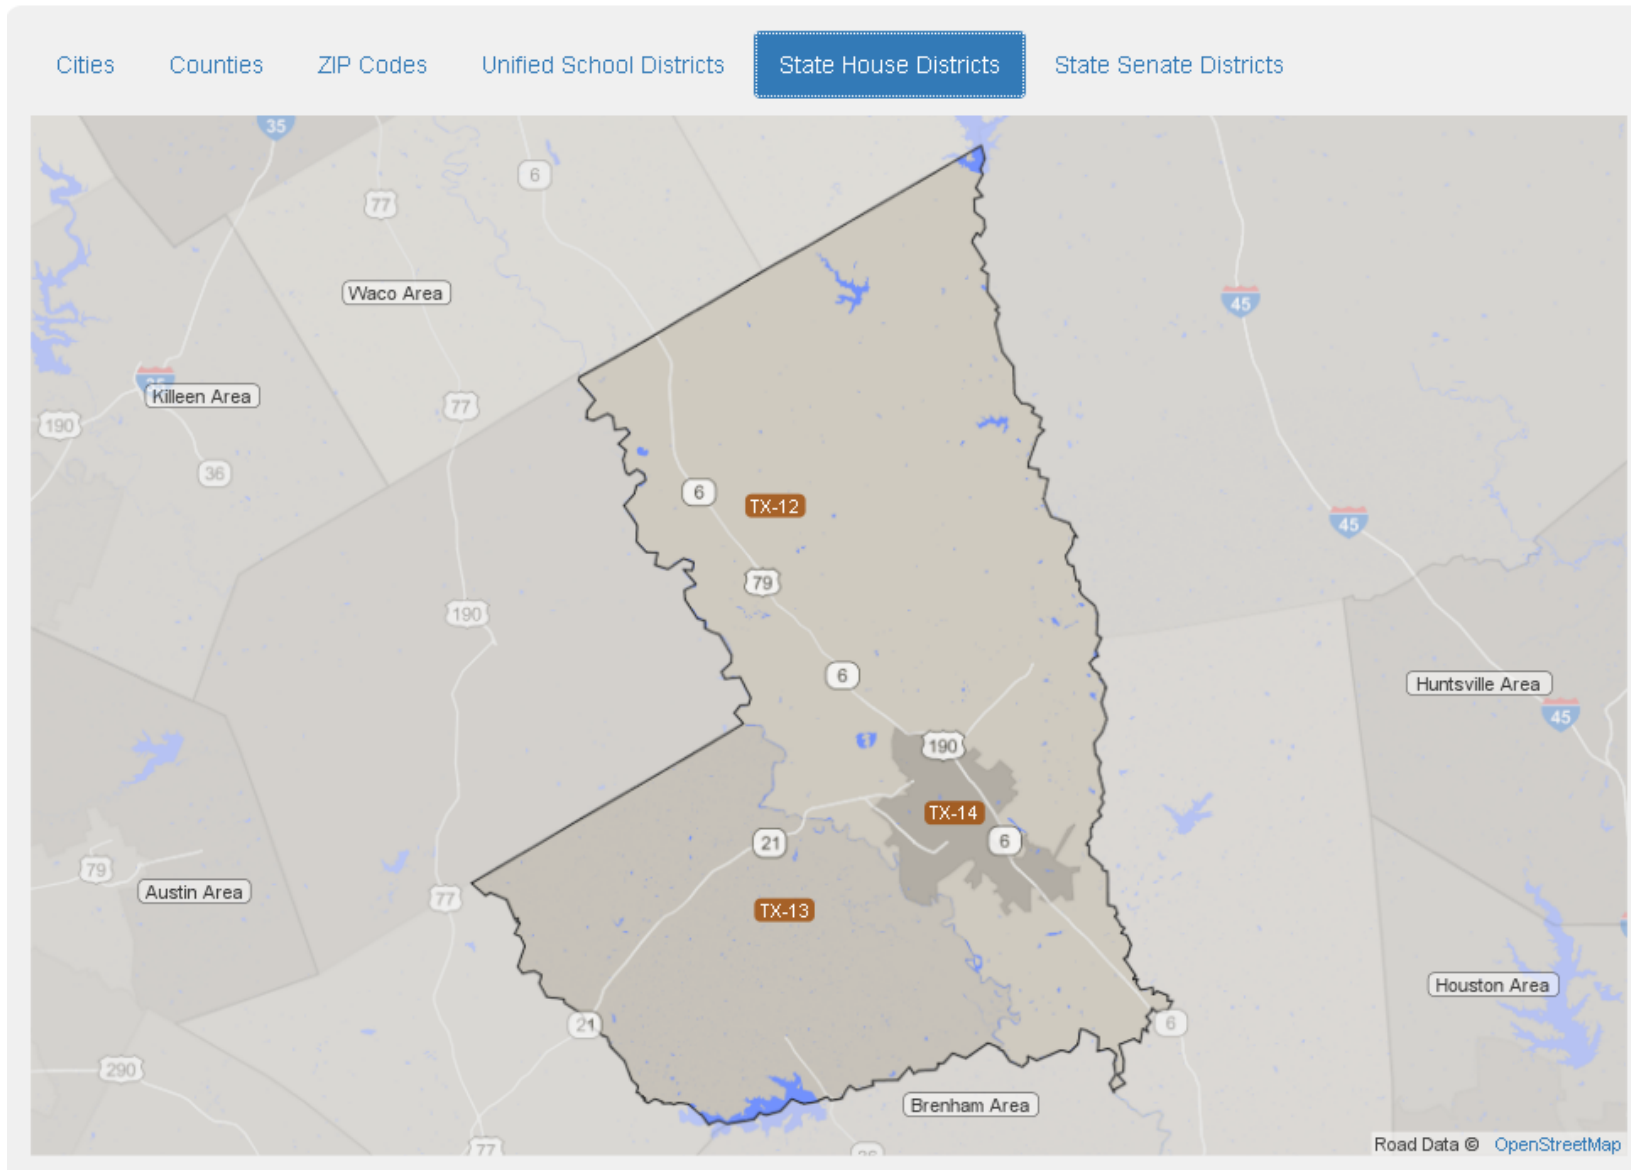 Cities Counties ZIP Codes Unified School Districts State House Districts State Senate Districts
35
6
77
Waco Area
45
35
Killeen Area
77
190
36
6
TX-12
45
79
190
6
Huntsville Area
45
190
TX-14
21
6
79
Austin Area
77
TX-13
Houston Area
21
6
290
Brenham Area
77
36
Road Data © OpenStreetMap